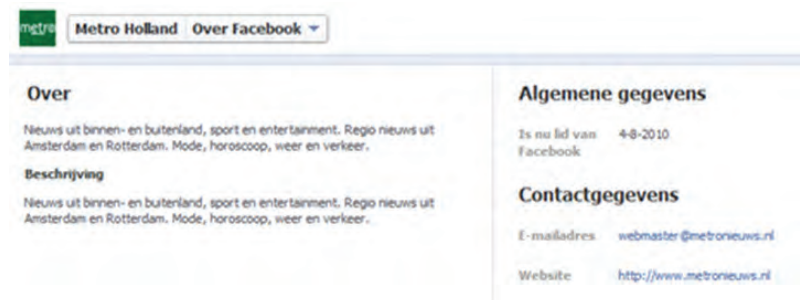 metro Metro Holland Over Facebook
Over
Nieuws uit binnen- en buitenland, sport en entertainment. Regio nieuws uit
Amsterdam en Rotterdam. Mode, horoscoop, weer en verkeer.
Beschrijving
Nieuws uit binnen- en buitenland, sport en entertainment. Regio nieuws uit
Amsterdam en Rotterdam. Mode, horoscoop, weer en verkeer.
Algemene gegevens
Is nu lid van 4-8-2010
Facebook
Contactgegevens
E-mailadres webmaster@metronieuws.nl
Website http://www.metronieuws.nl